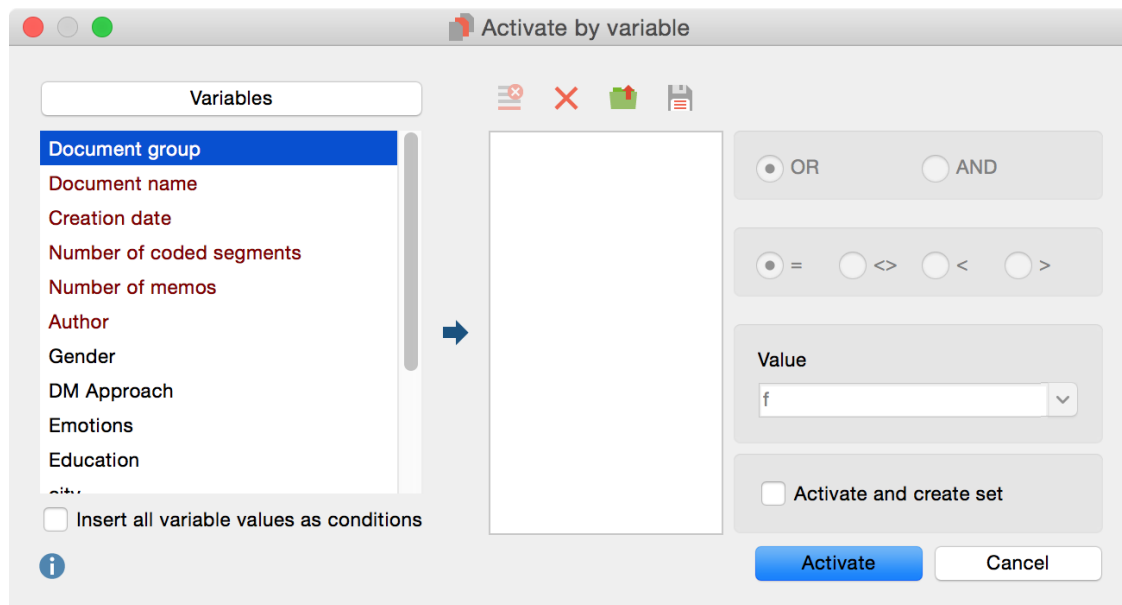 Activate by variable
Variables
Document group
Document name
Creation date
Number of coded segments
Number of memos
Author
Gender
DM Approach
Emotions
Education
city
Insert all variable values as conditions
OR AND
= <> < >
Value
f
Activate and create set
Activate Cancel